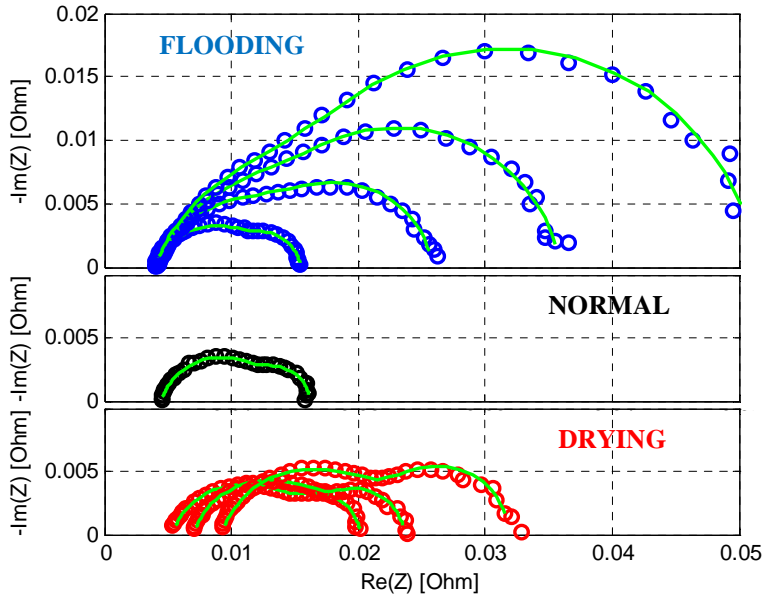 0.02
FLOODING
0.015
0.01
0.005
0
-Im(Z) [Ohm]
NORMAL
0.005
0
-Im(Z) [Ohm]
DRYING
0.005
0
-Im(Z) [Ohm]
0 0.01 0.02 0.03 0.04 0.05
Re(Z) [Ohm]